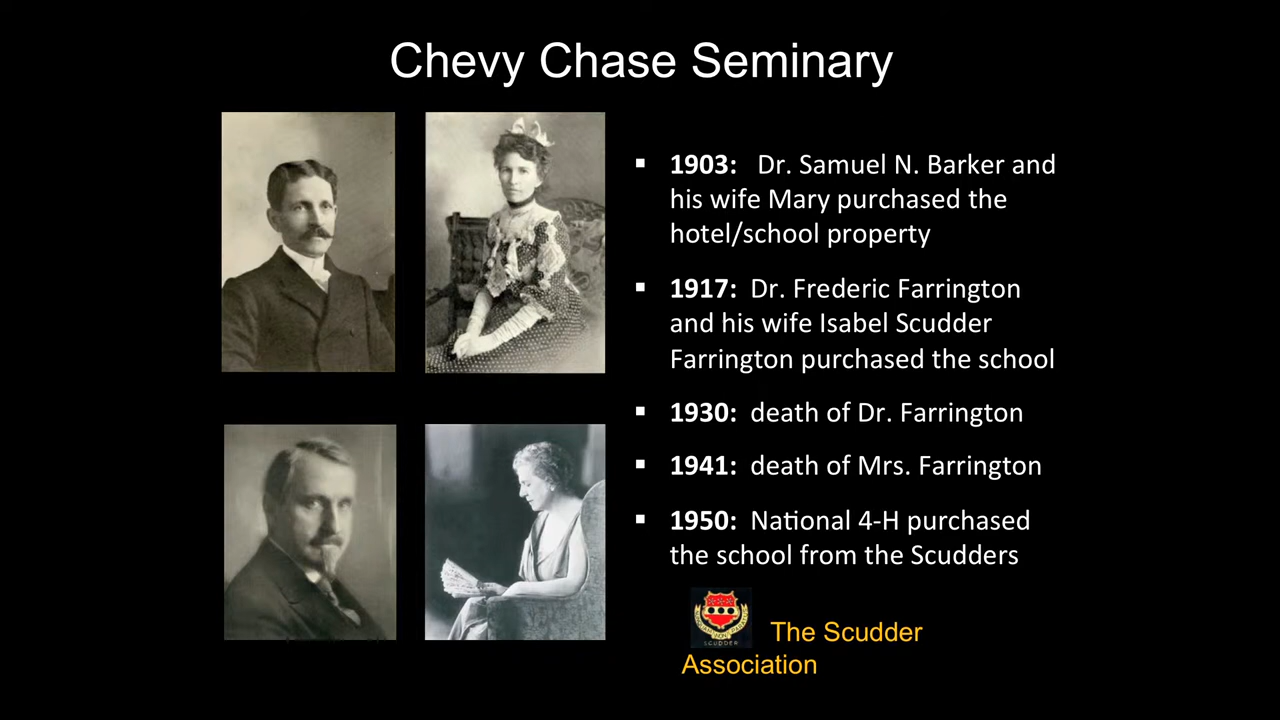 Chevy Chase Seminary
▪ 1903: Dr. Samuel N. Barker and
his wife Mary purchased the
hotel/school property
▪ 1917: Dr. Frederic Farrington
and his wife Isabel Scudder
Farrington purchased the school
▪ 1930: death of Dr. Farrington
▪ 1941: death of Mrs. Farrington
▪ 1950: National 4-H purchased
the school from the Scudders
SCUDDER
The Scudder
Association